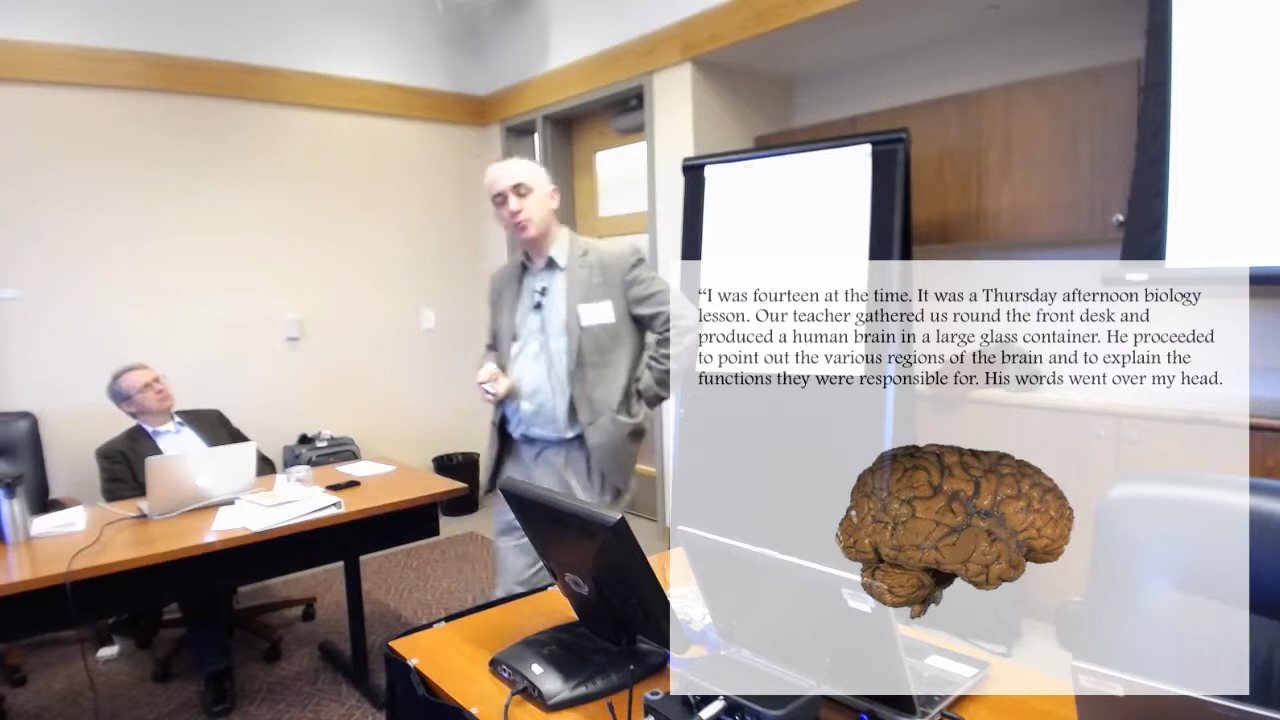 “I was fourteen at the time. It was a Thursday afternoon biology
lesson. Our teacher gathered us round the front desk and
produced a human brain in a large glass container. He proceeded
to point out the various regions of the brain and to explain the
functions they were responsible for. His words went over my head.